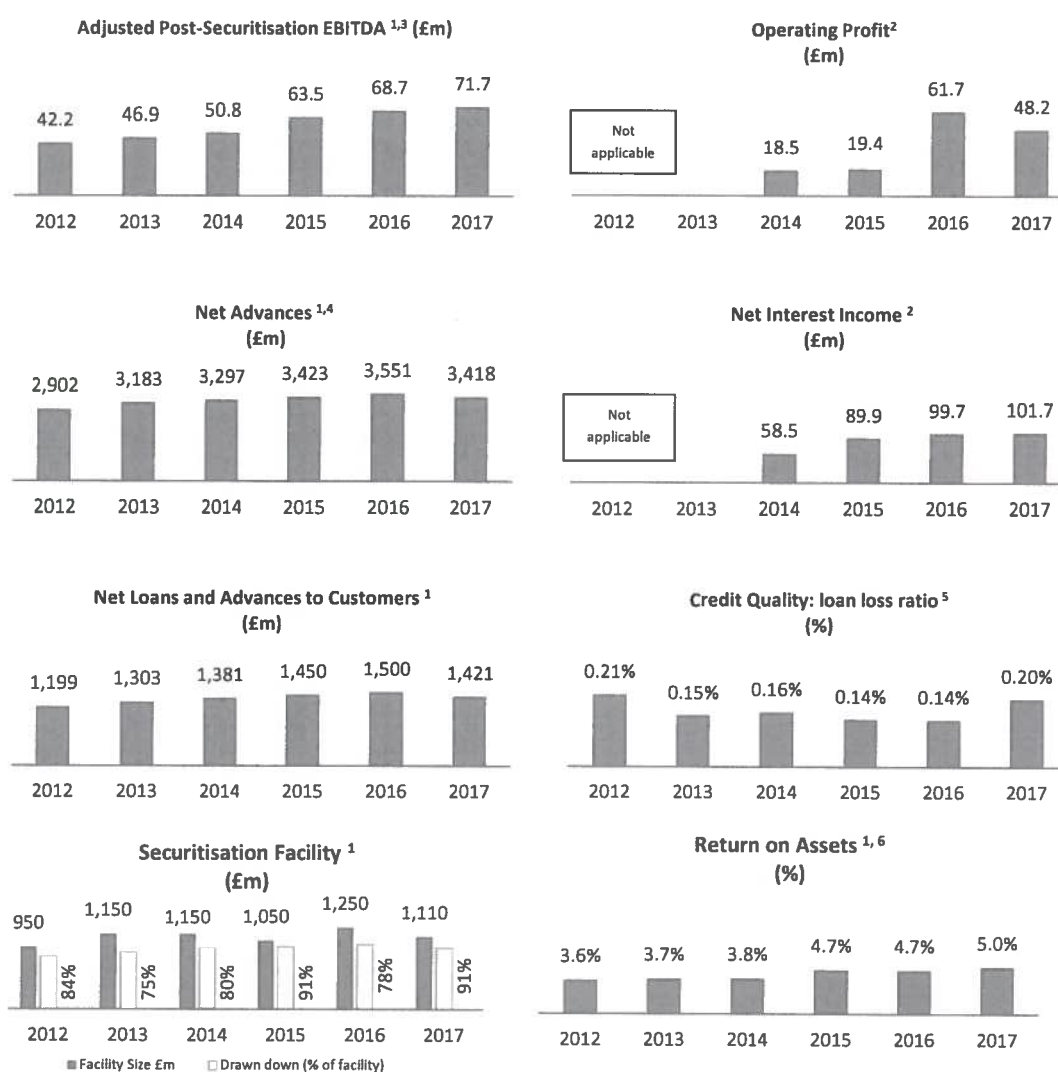 Adjusted Post-Securitisation EBITDA 1,3 (£m)
42.2 46.9 50.8 63.5 68.7 71.7
2012 2013 2014 2015 2016 2017
Operating Profit2
(£m)
Not
applicable
18.5 19.4 61.7 48.2
2012 2013 2014 2015 2016 2017
Net Advances 1,4
(£m)
2,902 3,183 3,297 3,423 3,551 3,418
2012 2013 2014 2015 2016 2017
Net Interest Income 2
(£m)
Not
applicable
58.5 89.9 99.7 101.7
2012 2013 2014 2015 2016 2017
Net Loans and Advances to Customers 1
(£m)
1,199 1,303 1,381 1,450 1,500 1,421
2012 2013 2014 2015 2016 2017
Credit Quality: loan loss ratio 5
(%)
0.21% 0.15% 0.16% 0.14% 0.14% 0.20%
2012 2013 2014 2015 2016 2017
Securitisation Facility 1
(£m)
950 1,150 1,150 1,050 1,250 1,110
84% 75% 80% 91% 78% 91%
2012 2013 2014 2015 2016 2017
Facility Size £m Drawn down (% of facility)
Return on Assets 1, 6
(%)
3.6% 3.7% 3.8% 4.7% 4.7% 5.0%
2012 2013 2014 2015 2016 2017